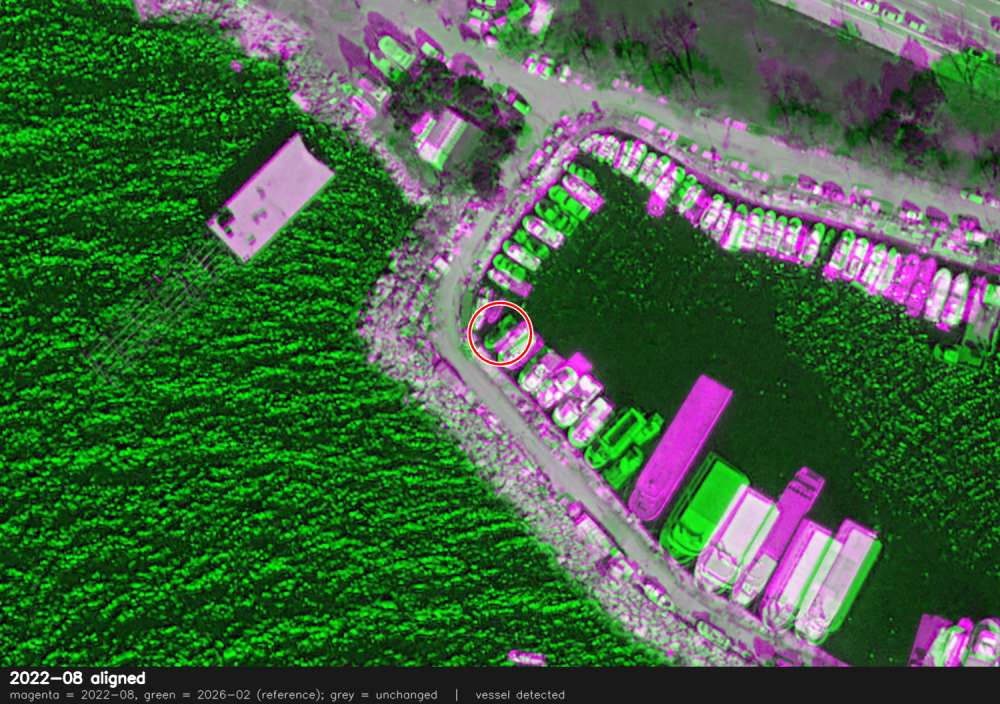 2022-08 aligned
magenta = 2022-08, green = 2026-02 (reference); grey = unchanged | vessel detected